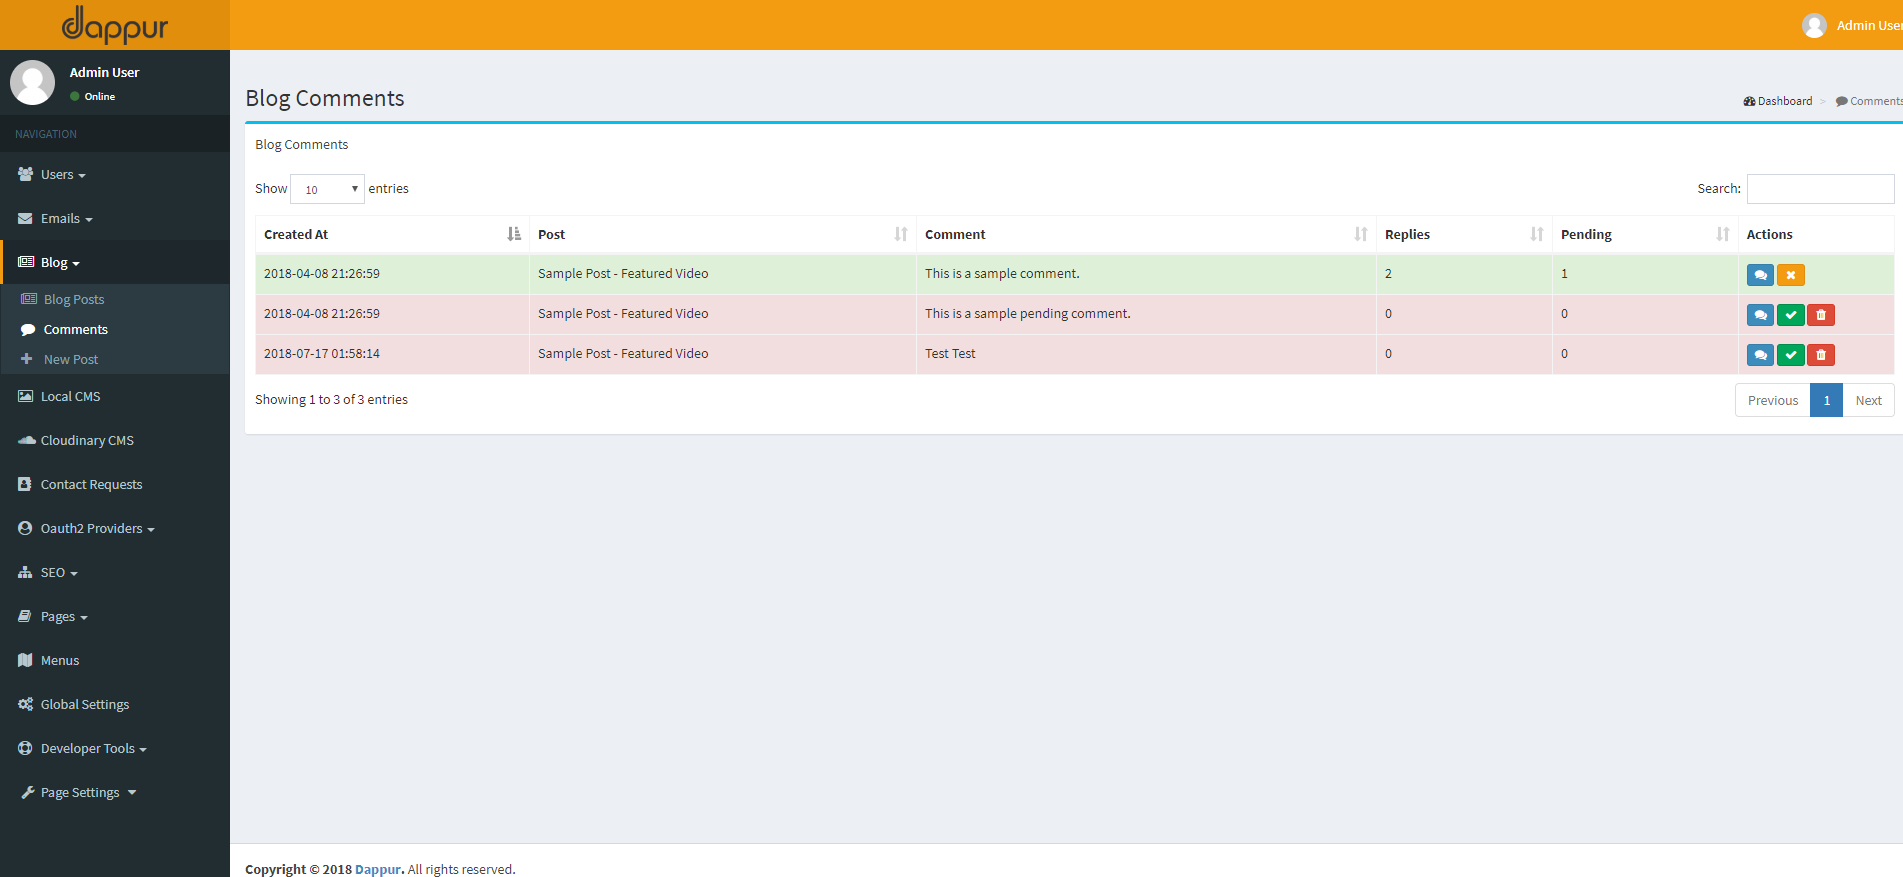 dappur
Admin User
Admin User
Online
NAVIGATION
Users
Emails
Blog
Blog Posts
Comments
New Post
Local CMS
Cloudinary CMS
Contact Requests
Oauth2 Providers
SEO
Pages
Menus
Global Settings
Developer Tools
Page Settings
Blog Comments
Dashboard > Comments
Blog Comments
Show 10 entries
Search:
Created At Post Comment Replies Pending Actions
2018-04-08 21:26:59 Sample Post - Featured Video This is a sample comment. 2 1
2018-04-08 21:26:59 Sample Post - Featured Video This is a sample pending comment. 0 0
2018-07-17 01:58:14 Sample Post - Featured Video Test Test 0 0
Showing 1 to 3 of 3 entries
Previous 1 Next
Copyright © 2018 Dappur. All rights reserved.